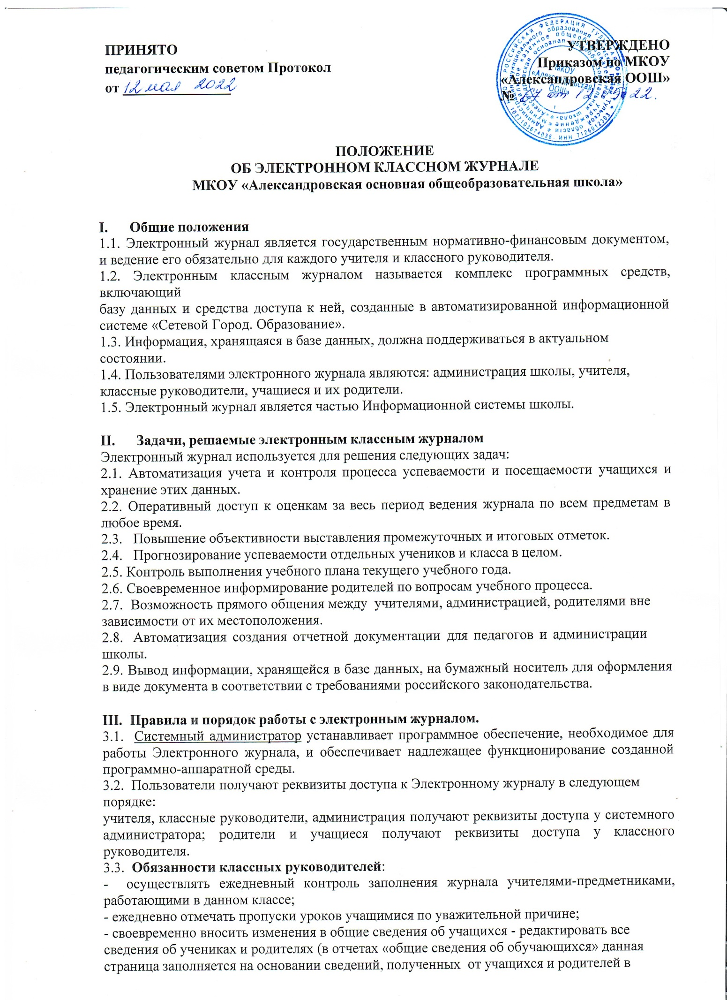 ПРИНЯТО
педагогическим советом Протокол
от 12 мая 2022
УТВЕРЖДЕНО
Приказом по МКОУ
«Александровская ООШ»
№ от 12.05.22.
МКОУ
«Александровская
ООШ»
ПОЛОЖЕНИЕ
ОБ ЭЛЕКТРОННОМ КЛАССНОМ ЖУРНАЛЕ
МКОУ «Александровская основная общеобразовательная школа»
I. Общие положения
1.1. Электронный журнал является государственным нормативно-финансовым документом,
и ведение его обязательно для каждого учителя и классного руководителя.
1.2. Электронным классным журналом называется комплекс программных средств,
включающий
базу данных и средства доступа к ней, созданные в автоматизированной информационной
системе «Сетевой Город. Образование».
1.3. Информация, хранящаяся в базе данных, должна поддерживаться в актуальном
состоянии.
1.4. Пользователями электронного журнала являются: администрация школы, учителя,
классные руководители, учащиеся и их родители.
1.5. Электронный журнал является частью Информационной системы школы.
II. Задачи, решаемые электронным классным журналом
Электронный журнал используется для решения следующих задач:
2.1. Автоматизация учета и контроля процесса успеваемости и посещаемости учащихся и
хранение этих данных.
2.2. Оперативный доступ к оценкам за весь период ведения журнала по всем предметам в
любое время.
2.3. Повышение объективности выставления промежуточных и итоговых отметок.
2.4. Прогнозирование успеваемости отдельных учеников и класса в целом.
2.5. Контроль выполнения учебного плана текущего учебного года.
2.6. Своевременное информирование родителей по вопросам учебного процесса.
2.7. Возможность прямого общения между учителями, администрацией, родителями вне
зависимости от их местоположения.
2.8. Автоматизация создания отчетной документации для педагогов и администрации
школы.
2.9. Вывод информации, хранящейся в базе данных, на бумажный носитель для оформления
в виде документа в соответствии с требованиями российского законодательства.
III. Правила и порядок работы с электронным журналом.
3.1. Системный администратор устанавливает программное обеспечение, необходимое для
работы Электронного журнала, и обеспечивает надлежащее функционирование созданной
программно-аппаратной среды.
3.2. Пользователи получают реквизиты доступа к Электронному журналу в следующем
порядке:
учителя, классные руководители, администрация получают реквизиты доступа у системного
администратора; родители и учащиеся получают реквизиты доступа у классного
руководителя.
3.3. Обязанности классных руководителей:
- осуществлять ежедневный контроль заполнения журнала учителями-предметниками,
работающими в данном классе;
- ежедневно отмечать пропуски уроков учащимися по уважительной причине;
- своевременно вносить изменения в общие сведения об учащихся - редактировать все
сведения об учениках и родителях (в отчетах «общие сведения об обучающихся» данная
страница заполняется на основании сведений, полученных от учащихся и родителей в